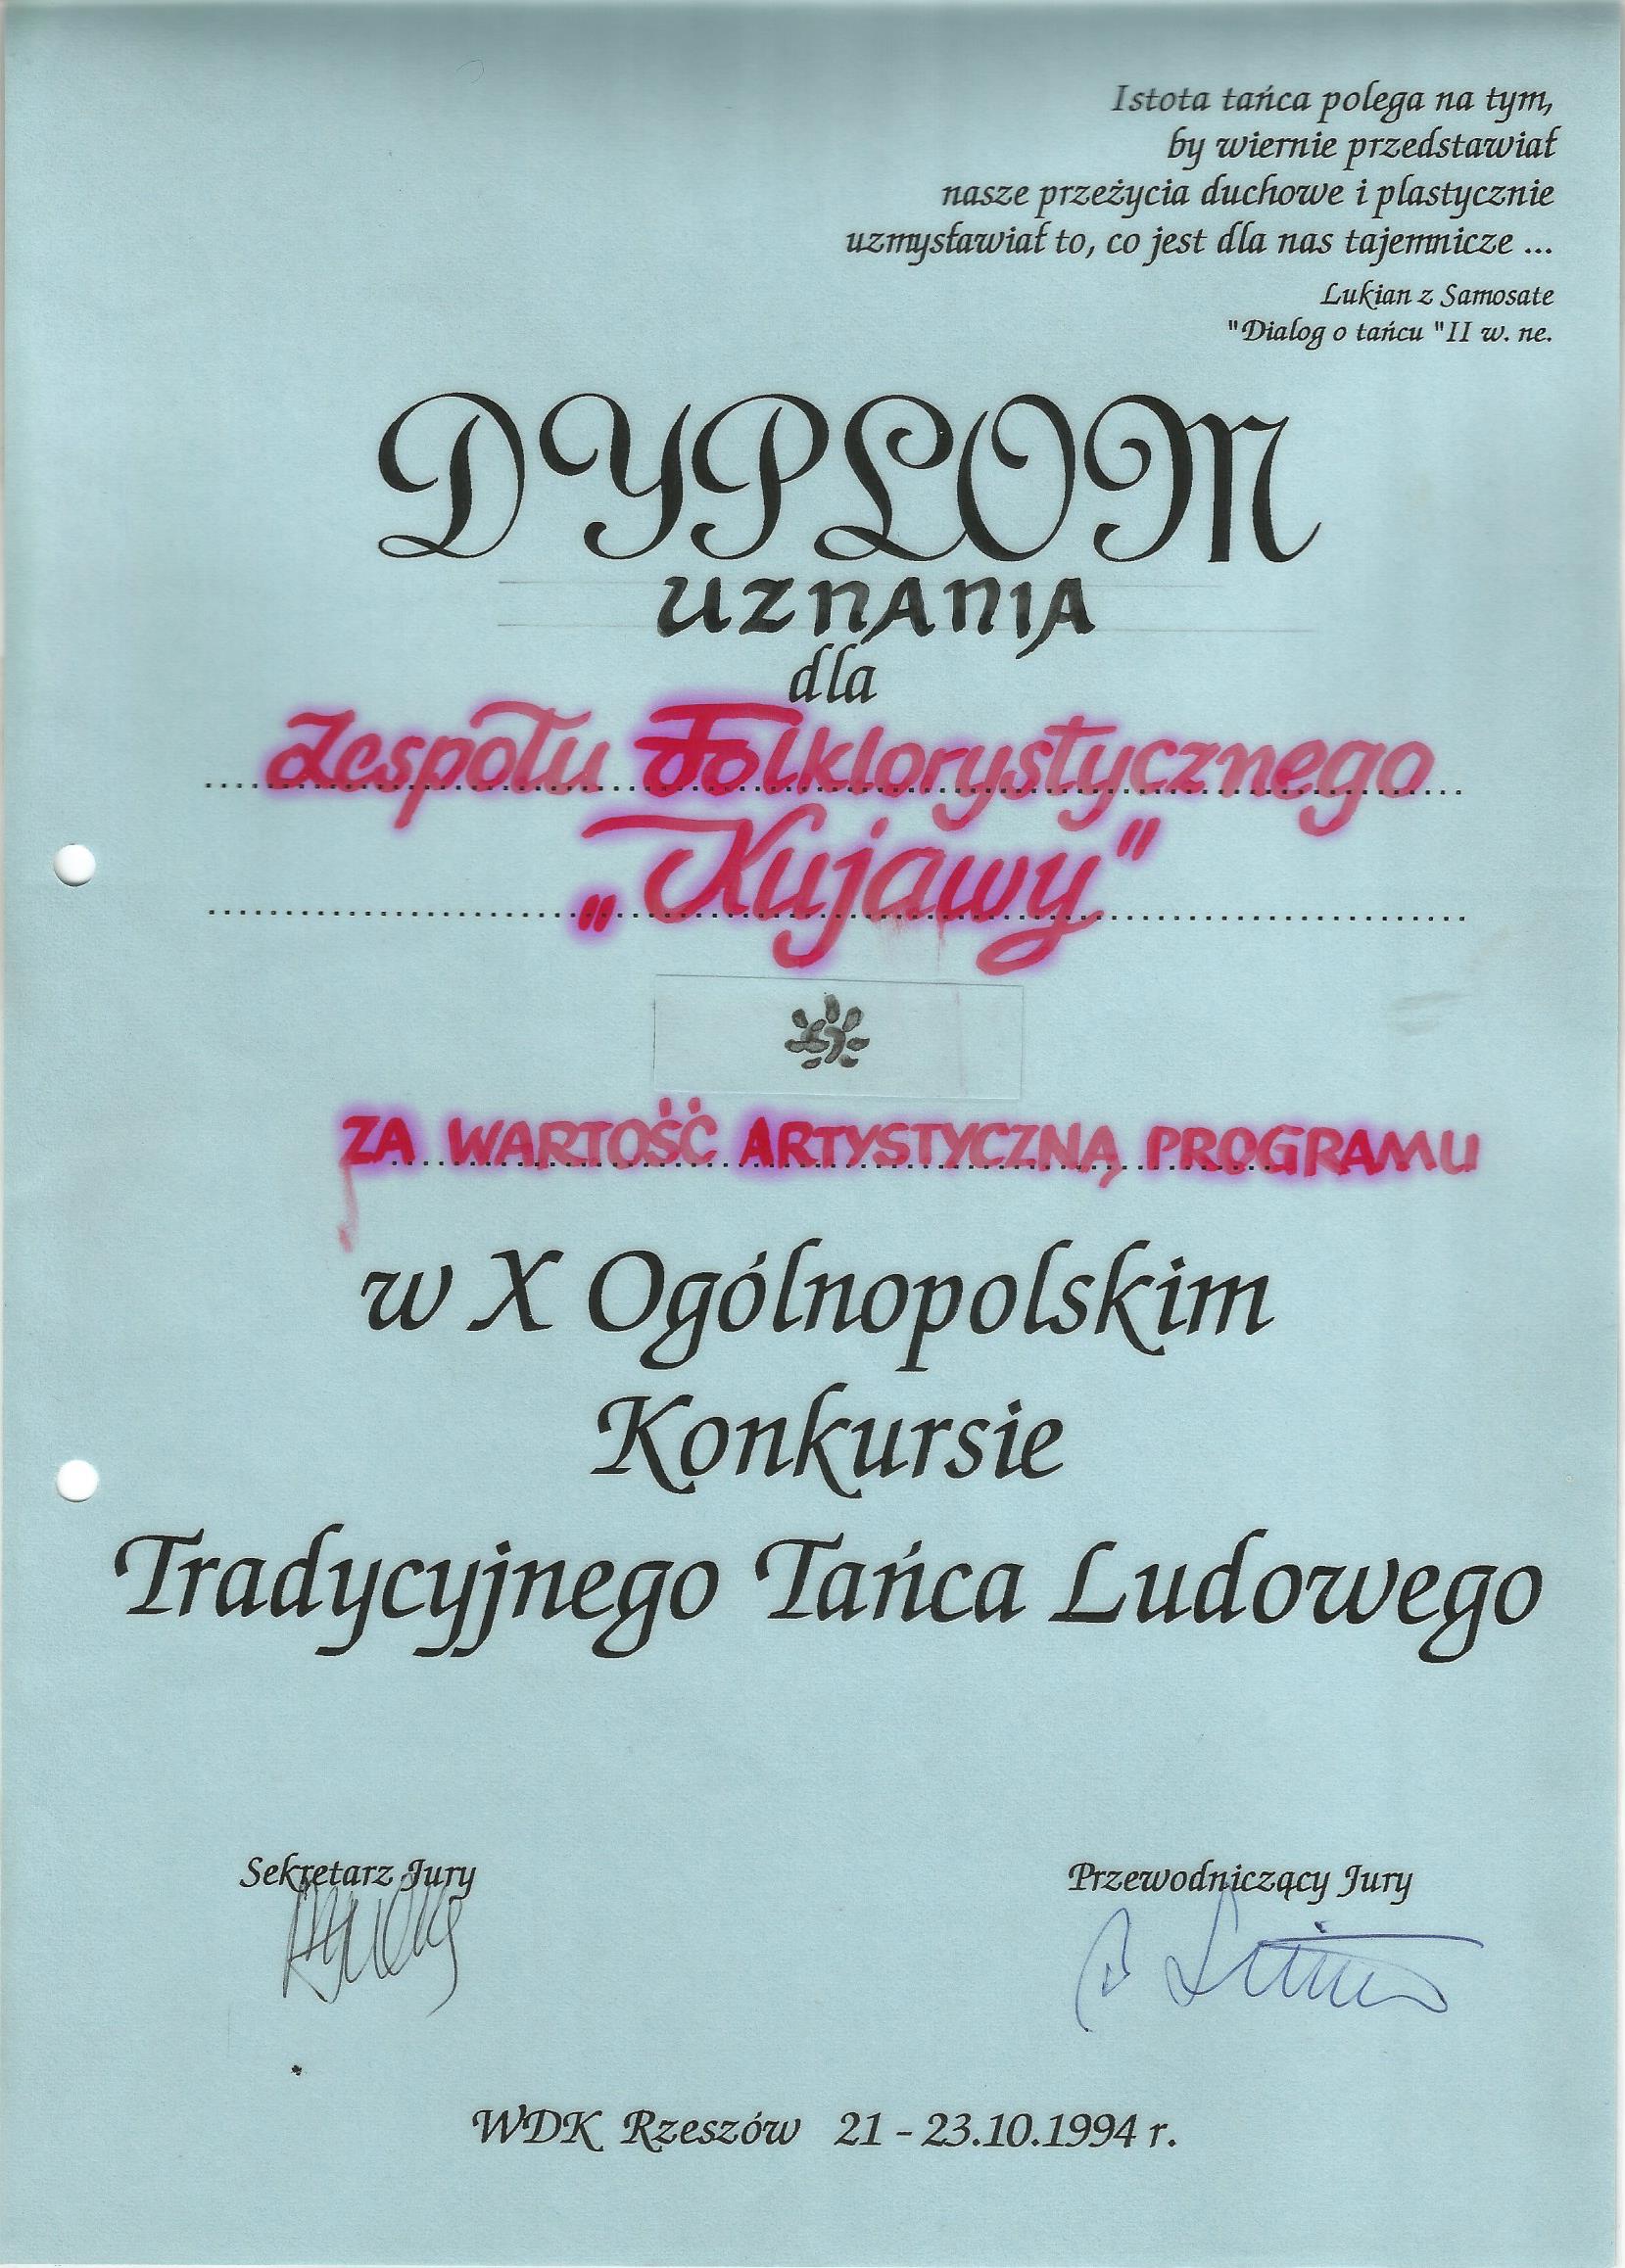 Istota tańca polega na tym,
by wiernie przedstawiał
nasze przeżycia duchowe i plastycznie
uzmysławiał to, co jest dla nas tajemnicze ...
Lukian z Samosate
"Dialog o tańcu "II w. ne.
DYPLOM
UZNANIA
dla
Zespołu Folklorystycznego
„Kujawy”
ZA WARTOŚĆ ARTYSTYCZNĄ PROGRAMU
w X Ogólnopolskim
Konkursie
Tradycyjnego Tańca Ludowego
Sekretarz Jury
Przewodniczący Jury
WDK Rzeszów 21 - 23.10.1994 r.